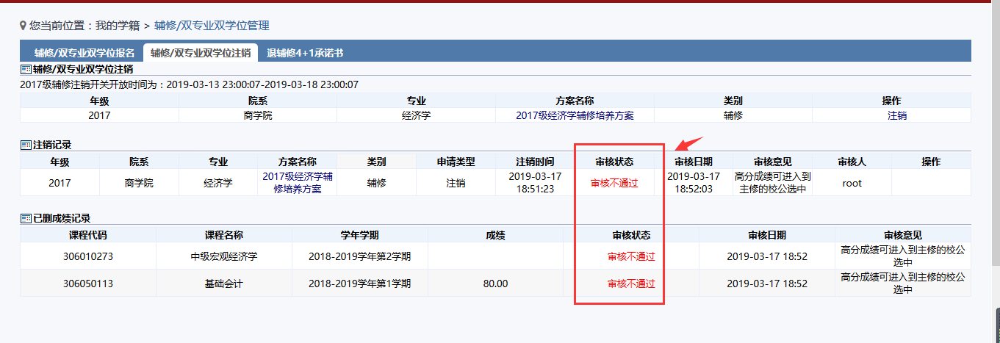 您当前位置：我的学籍 > 辅修/双专业双学位管理
辅修/双专业双学位报名 辅修/双专业双学位注销 退辅修4+1承诺书
辅修/双专业双学位注销
2017级辅修注销开关开放时间为：2019-03-13 23:00:07-2019-03-18 23:00:07
年级 院系 专业 方案名称 类别 操作
2017 商学院 经济学 2017级经济学辅修培养方案 辅修 注销
注销记录
年级 院系 专业 方案名称 类别 申请类型 注销时间 审核状态 审核日期 审核意见 审核人 操作
2017 商学院 经济学 2017级经济学辅修培养方案 辅修 注销 2019-03-17 18:51:23 审核不通过 2019-03-17 18:52:03 高分成绩可进入到主修的校公选中 root
已删成绩记录
课程代码 课程名称 学年学期 成绩 审核状态 审核日期 审核意见
306010273 中级宏观经济学 2018-2019学年第2学期 审核不通过 2019-03-17 18:52 高分成绩可进入到主修的校公选中
306050113 基础会计 2018-2019学年第1学期 80.00 审核不通过 2019-03-17 18:52 高分成绩可进入到主修的校公选中